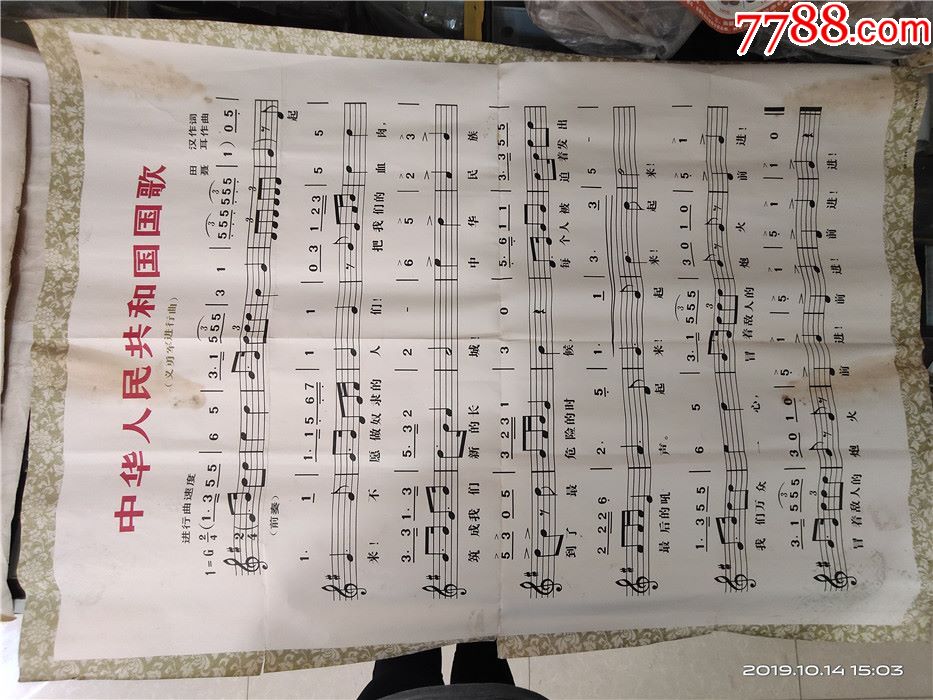 7788.com
中华人民共和国国歌
(义勇军进行曲)
田 汉作词
聂 耳作曲
进行曲速度
1=G 2/4
(前奏)
起
来!不愿做奴隶的人们!把我们的血肉,
筑成我们新的长城!中华民族
到了最危险的时候,每个人被迫着发出
最后的吼声。起来!起来!起来!
我们万众一心,冒着敌人的炮火前进!
冒着敌人的炮火前进!前进!前进!进!
2019.10.14 15:03